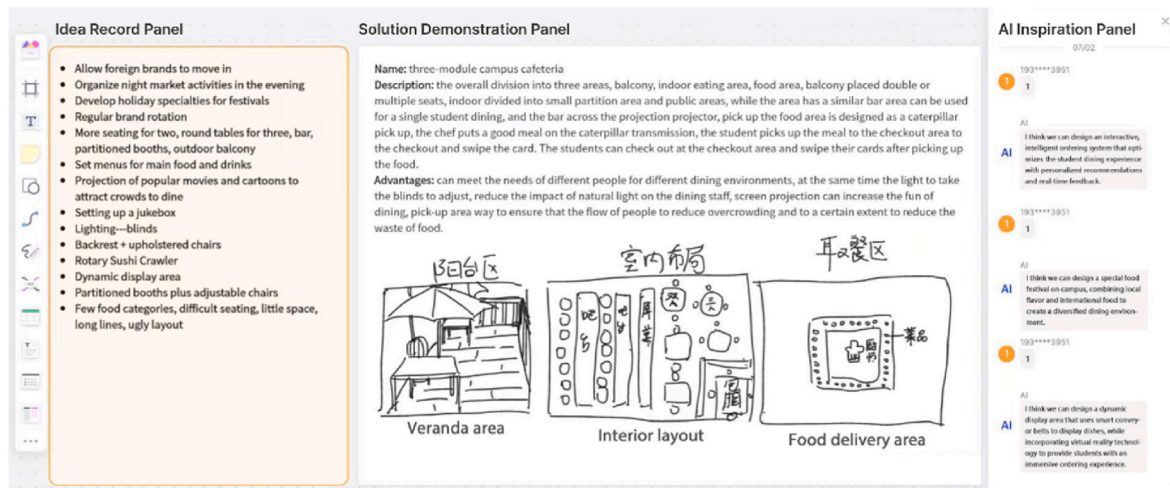 Idea Record Panel
Allow foreign brands to move in
Organize night market activities in the evening
Develop holiday specialties for festivals
Regular brand rotation
More seating for two, round tables for three, bar,
partitioned booths, outdoor balcony
Set menus for main food and drinks
Projection of popular movies and cartoons to
attract crowds to dine
Setting up a jukebox
Lighting---blinds
Backrest + upholstered chairs
Rotary Sushi Crawler
Dynamic display area
Partitioned booths plus adjustable chairs
Few food categories, difficult seating, little space,
long lines, ugly layout
Solution Demonstration Panel
Name: three-module campus cafeteria
Description: the overall division into three areas, balcony, indoor eating area, food area, balcony placed double or
multiple seats, indoor divided into small partition area and public areas, while the area has a similar bar area can be used
for a single student dining, and the bar across the projection projector, pick up the food area is designed as a caterpillar
pick up, the chef puts a good meal on the caterpillar transmission, the student picks up the meal to the checkout area to
the checkout and swipe the card. The students can check out at the checkout area and swipe their cards after picking up
the food.
Advantages: can meet the needs of different people for different dining environments, at the same time the light to take
the blinds to adjust, reduce the impact of natural light on the dining staff, screen projection can increase the fun of
dining, pick-up area way to ensure that the flow of people to reduce overcrowding and to a certain extent to reduce the
waste of food.
阳台区
室内布局
取餐区
菜品
Veranda area
Interior layout
Food delivery area
AI Inspiration Panel
07/02
193****3951
1
AI
AI
I think we can design an interactive,
intelligent ordering system that opti-
mizes the student dining experience
with personalized recommendations
and real-time feedback.
193****3951
1
AI
AI
I think we can design a special food
festival on campus, combining local
flavor and international food to
create a diversified dining environ-
ment.
193****3951
1
AI
AI
I think we can design a dynamic
display area that uses smart convey-
or belts to display dishes, while
incorporating virtual reality technol-
ogy to provide students with an
immersive ordering experience.